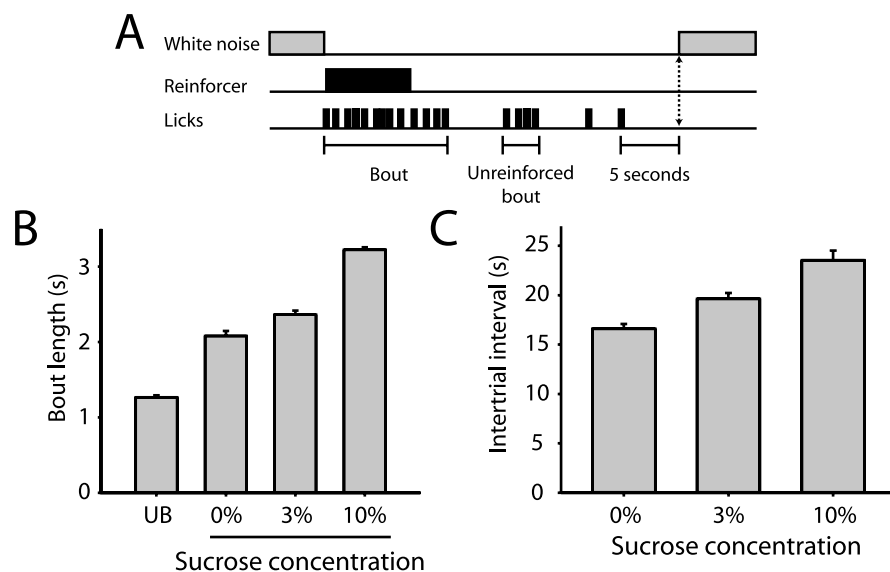 A
White noise
Reinforcer
Licks
Bout
Unreinforced
bout
5 seconds
B
Bout length (s)
3
2
1
0
UB
0%
3%
10%
Sucrose concentration
C
Intertrial interval (s)
25
20
15
10
5
0
0%
3%
10%
Sucrose concentration